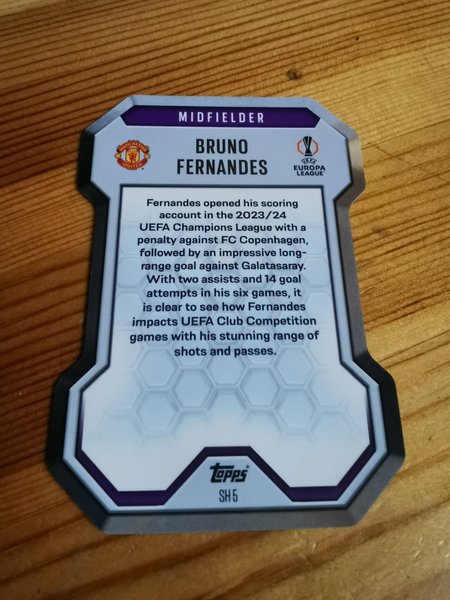 MIDFIELDER
BRUNO
FERNANDES
MANCHESTER
UNITED
EUROPA
LEAGUE
Fernandes opened his scoring
account in the 2023/24
UEFA Champions League with a
penalty against FC Copenhagen,
followed by an impressive long-
range goal against Galatasaray.
With two assists and 14 goal
attempts in his six games, it
is clear to see how Fernandes
impacts UEFA Club Competition
games with his stunning range of
shots and passes.
Topps
SH 5